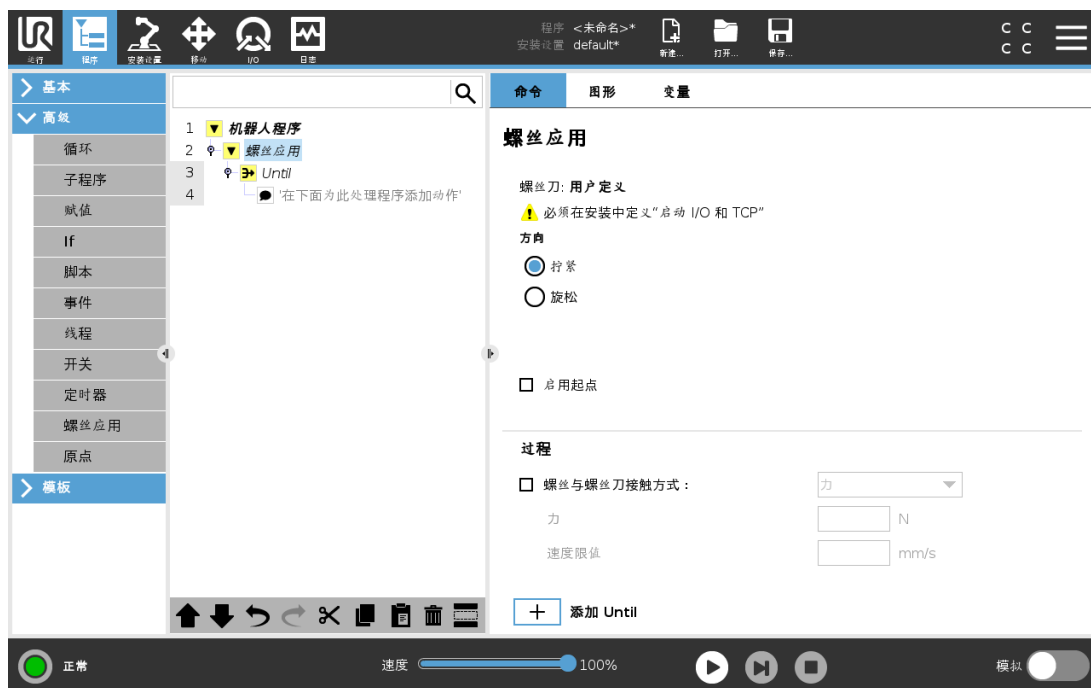 程序 <未命名>*
安装设置 default*
运行 程序 安装设置 移动 I/O 日志
新建... 打开... 保存...
C C
C C
基本
高级
循环
子程序
赋值
If
脚本
事件
线程
开关
定时器
螺丝应用
原点
模板
1 机器人程序
2 螺丝应用
3 Until
4 '在下面为此处理程序添加动作'
命令 图形 变量
螺丝应用
螺丝刀: 用户定义
必须在安装中定义“启动 I/O 和 TCP”
方向
拧紧
旋松
启用起点
过程
螺丝与螺丝刀接触方式： 力
力 N
速度限值 mm/s
添加 Until
正常
速度 100%
模拟